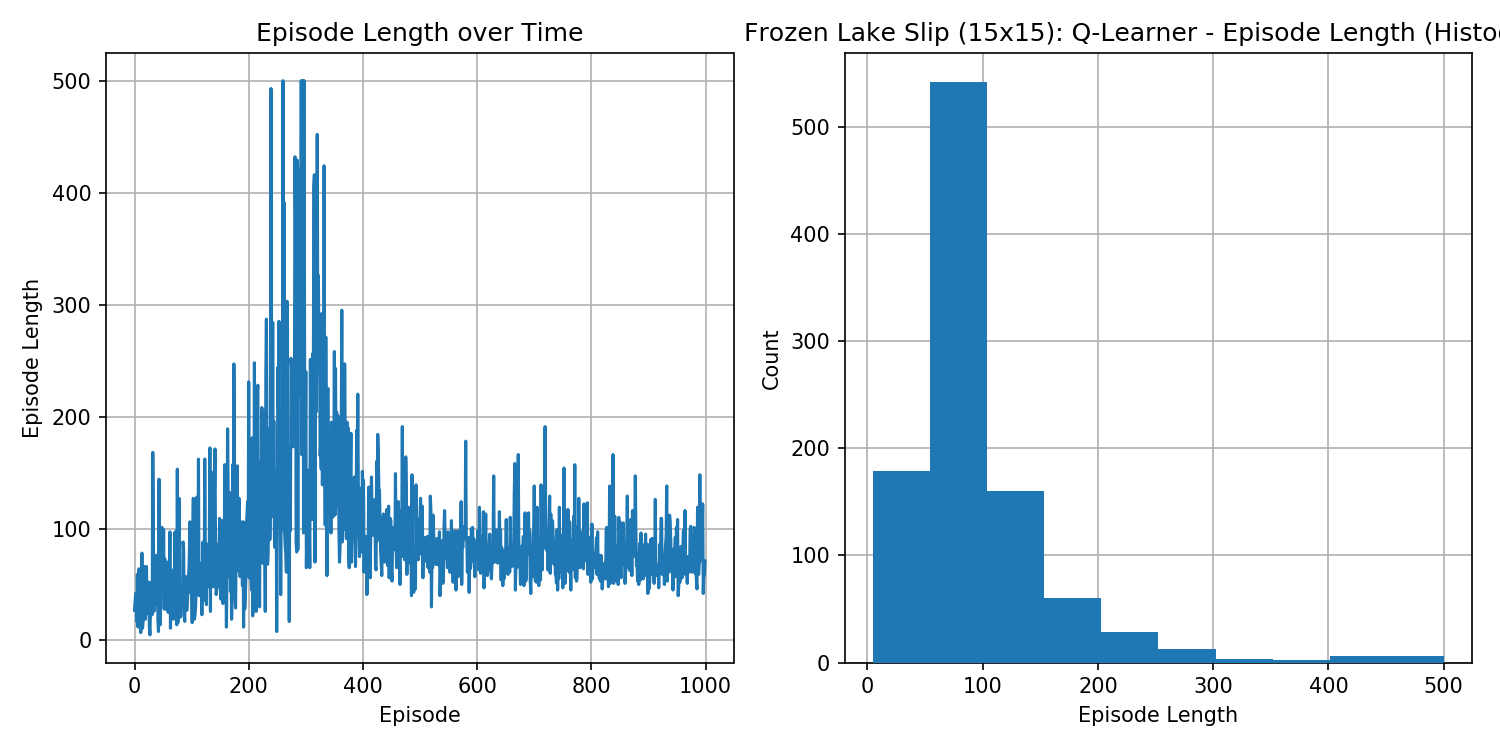 Episode Length over Time
Episode Length
500
400
300
200
100
0
0 200 400 600 800 1000
Episode
Frozen Lake Slip (15x15): Q-Learner - Episode Length (Histo
Count
500
400
300
200
100
0
0 100 200 300 400 500
Episode Length